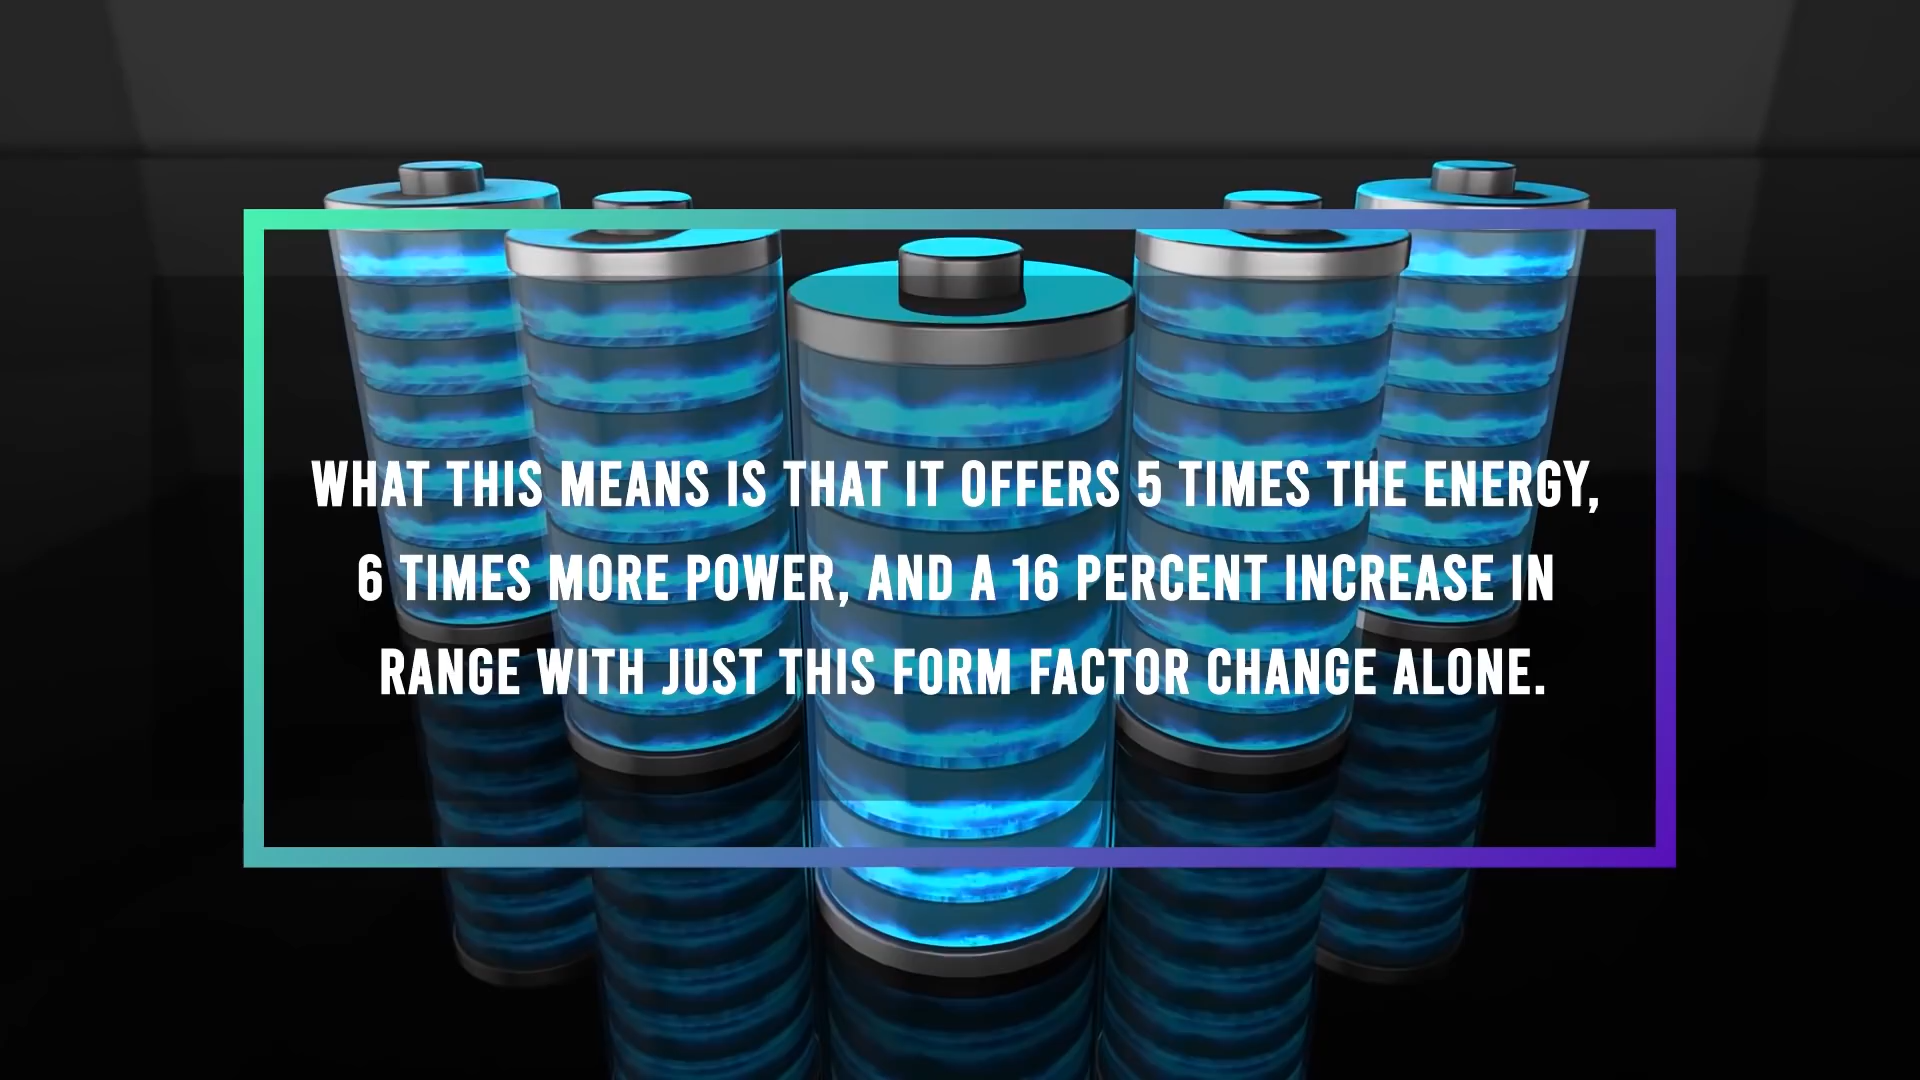 WHAT THIS MEANS IS THAT IT OFFERS 5 TIMES THE ENERGY,
6 TIMES MORE POWER, AND A 16 PERCENT INCREASE IN
RANGE WITH JUST THIS FORM FACTOR CHANGE ALONE.